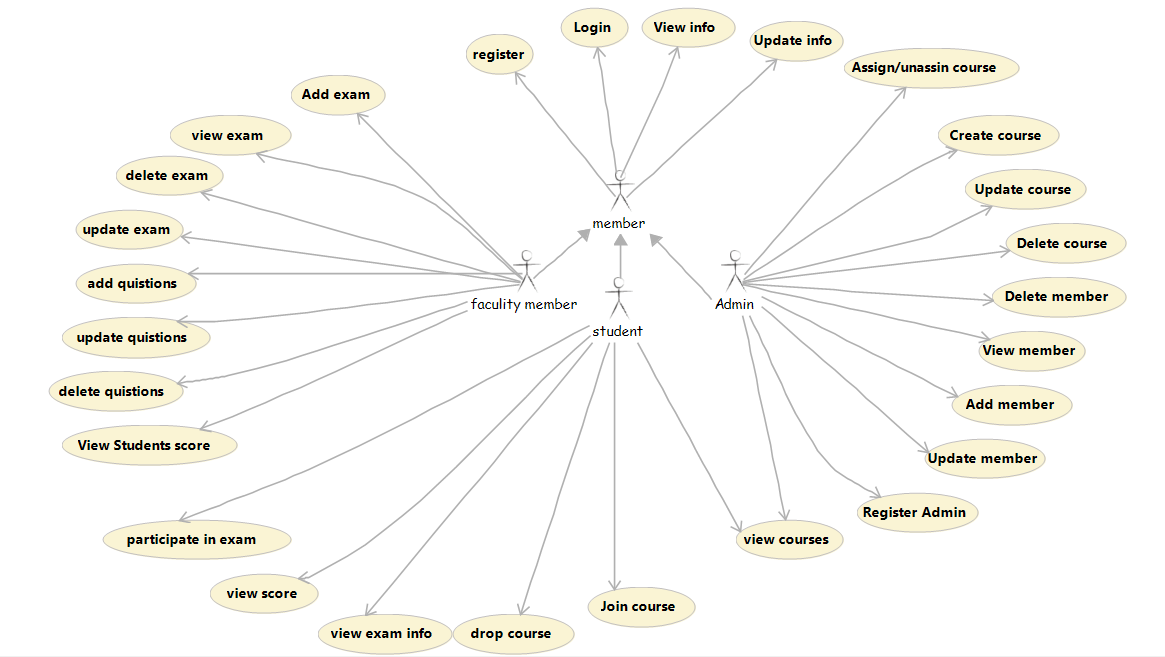 Login
View info
Update info
register
Assign/unassin course
Add exam
view exam
Create course
delete exam
Update course
member
update exam
Delete course
add quistions
faculity member
Admin
Delete member
student
update quistions
View member
delete quistions
Add member
View Students score
Update member
Register Admin
participate in exam
view courses
view score
Join course
view exam info
drop course